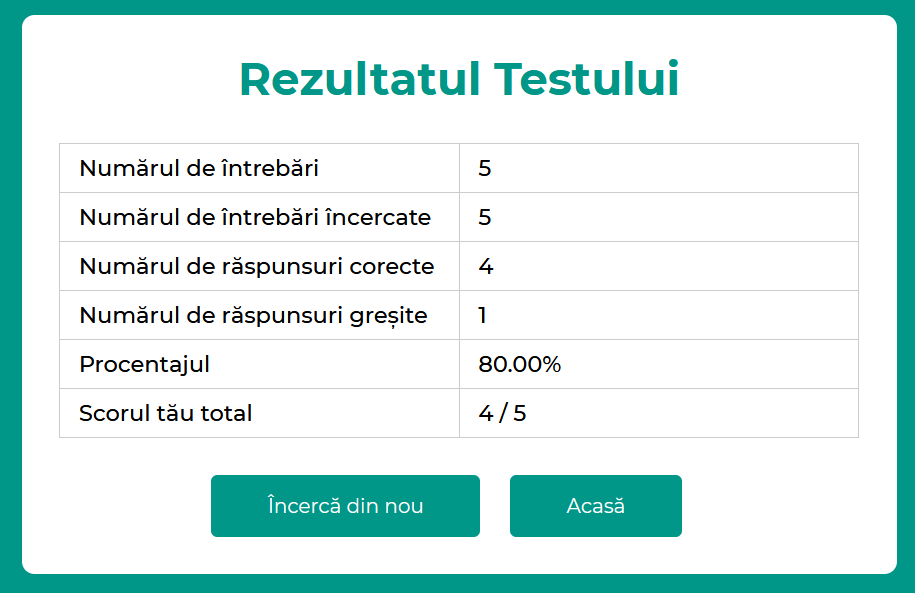 Rezultatul Testului
Numărul de întrebări 5
Numărul de întrebări încercate 5
Numărul de răspunsuri corecte 4
Numărul de răspunsuri greșite 1
Procentajul 80.00%
Scorul tău total 4 / 5
Încercă din nou Acasă